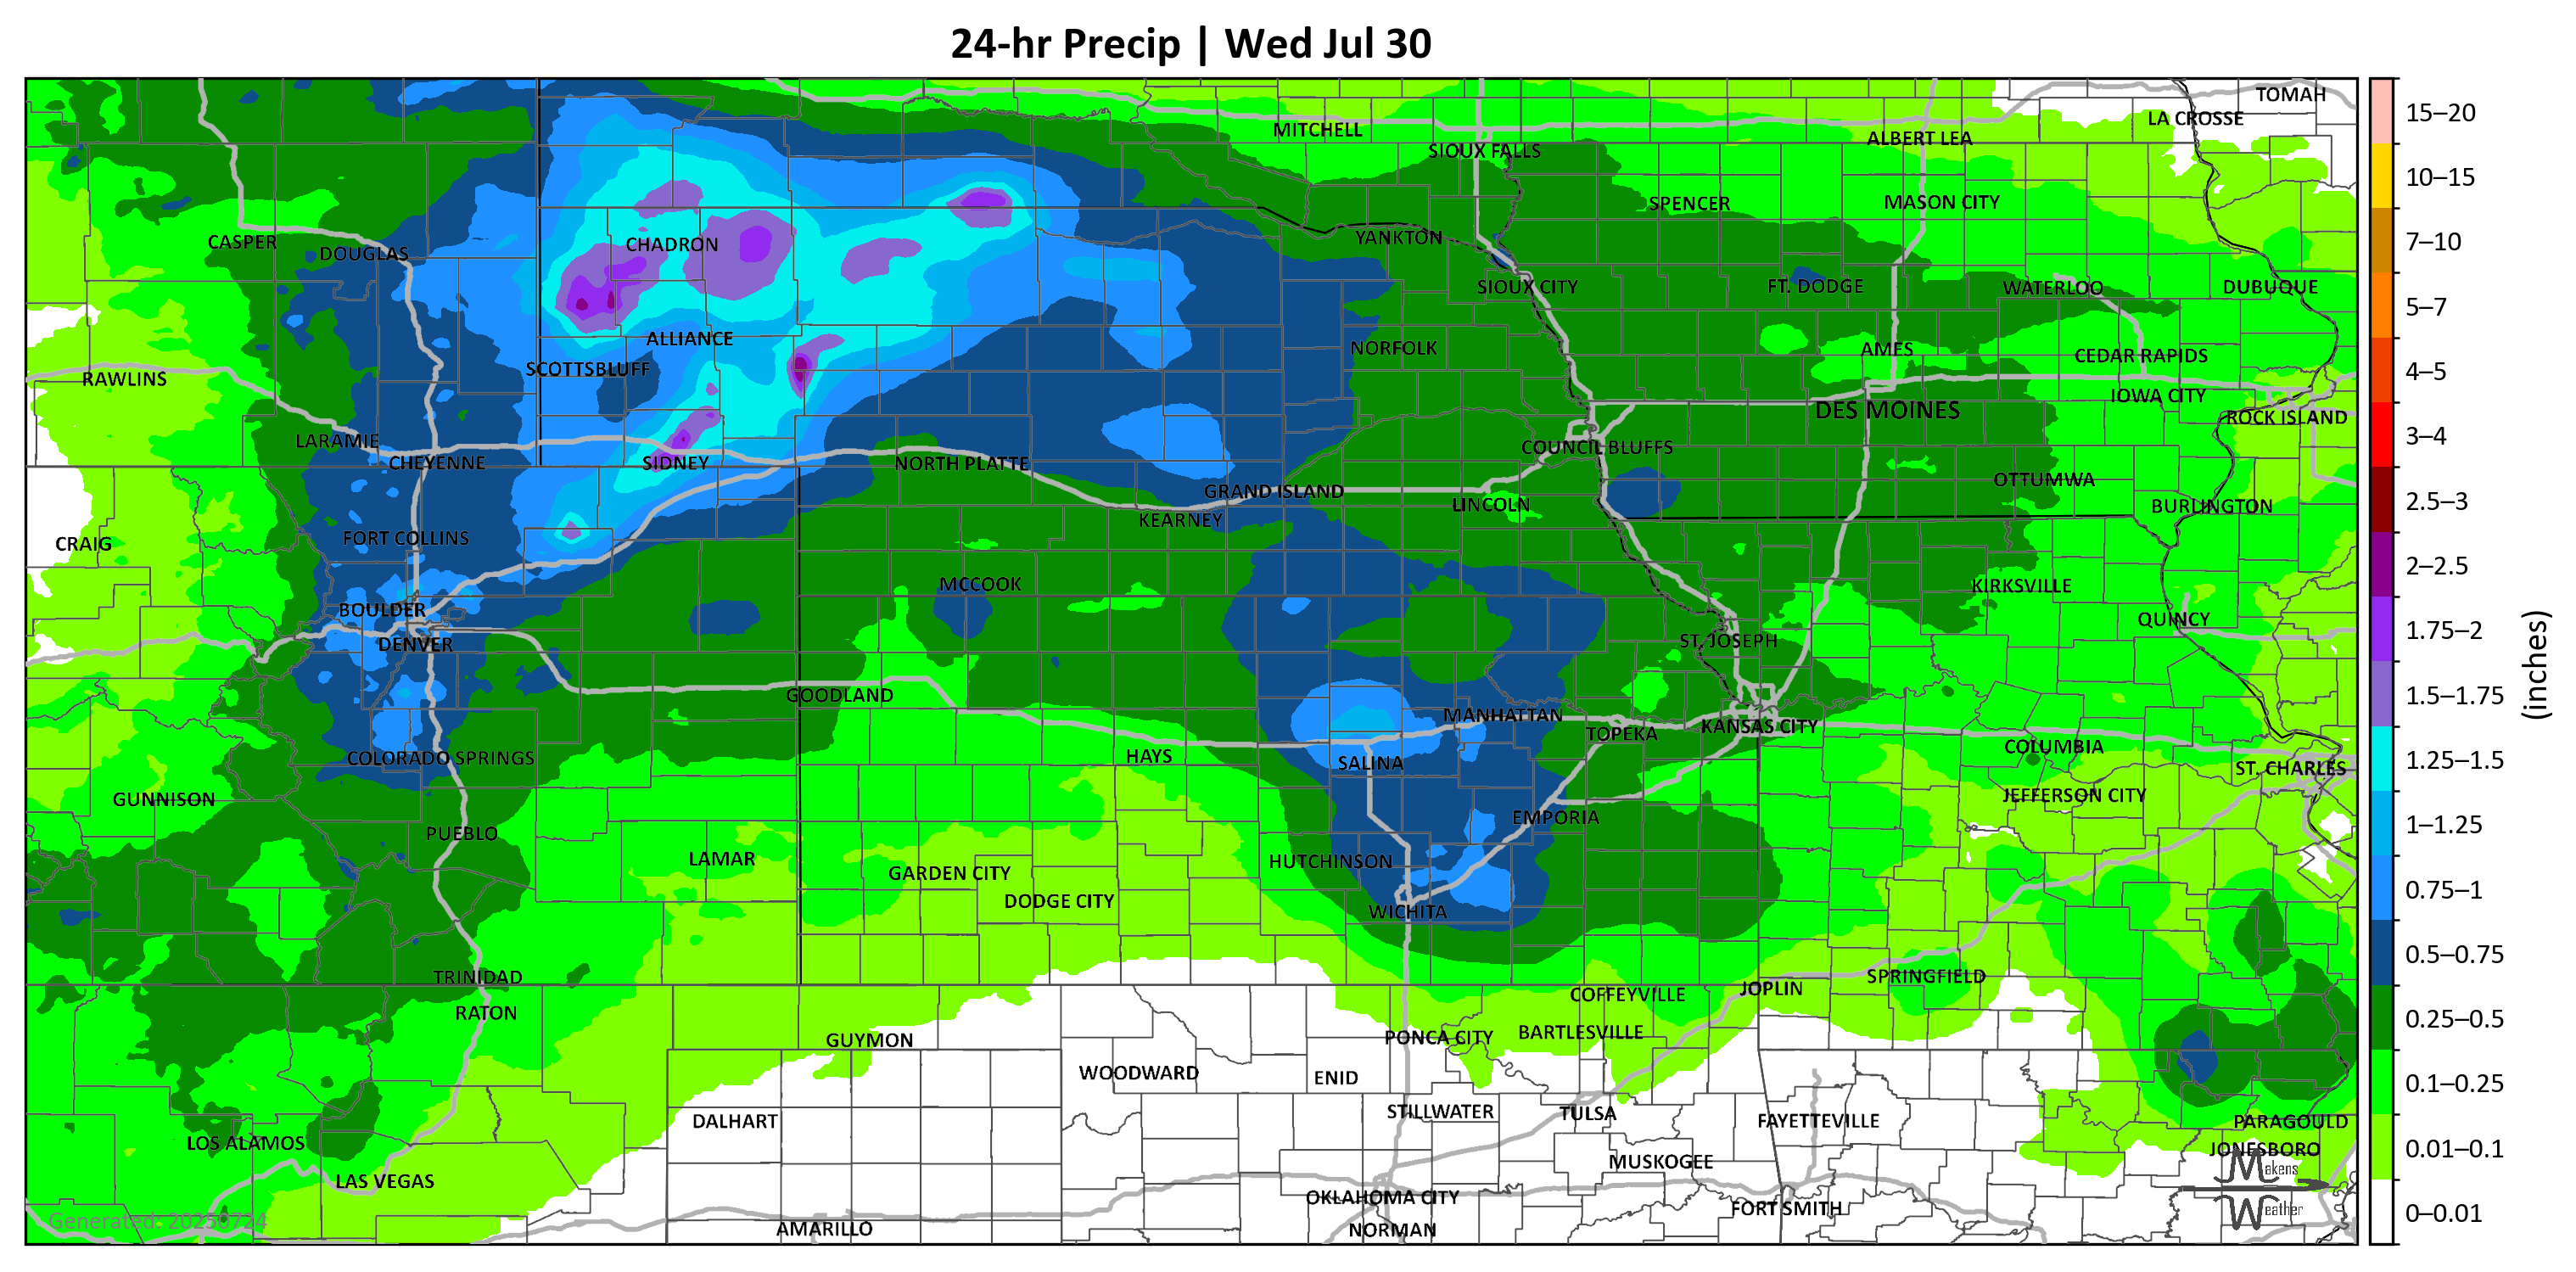 24-hr Precip | Wed Jul 30
TOMAH
LA CROSSE
MITCHELL
ALBERT LEA
SIOUX FALLS
SPENCER
MASON CITY
CASPER
CHADRON
YANKTON
DOUGLAS
SIOUX CITY
FT. DODGE
WATERLOO
DUBUQUE
ALLIANCE
NORFOLK
AMES
CEDAR RAPIDS
SCOTTSBLUFF
RAWLINS
IOWA CITY
DES MOINES
ROCK ISLAND
LARAMIE
COUNCIL BLUFFS
CHEYENNE
SIDNEY
NORTH PLATTE
OTTUMWA
GRAND ISLAND
LINCOLN
BURLINGTON
KEARNEY
FORT COLLINS
CRAIG
MCCOOK
KIRKSVILLE
BOULDER
QUINCY
DENVER
ST. JOSEPH
GOODLAND
MANHATTAN
KANSAS CITY
TOPEKA
COLUMBIA
COLORADO SPRINGS
HAYS
SALINA
ST. CHARLES
GUNNISON
JEFFERSON CITY
EMPORIA
PUEBLO
LAMAR
HUTCHINSON
GARDEN CITY
DODGE CITY
WICHITA
TRINIDAD
SPRINGFIELD
JOPLIN
COFFEYVILLE
RATON
BARTLESVILLE
PONCA CITY
GUYMON
WOODWARD
ENID
STILLWATER
TULSA
DALHART
FAYETTEVILLE
PARAGOULD
LOS ALAMOS
JONESBORO
MUSKOGEE
LAS VEGAS
OKLAHOMA CITY
FORT SMITH
AMARILLO
NORMAN
Generated: 20250724
Makens
Weather
15–20
10–15
7–10
5–7
4–5
3–4
2.5–3
2–2.5
1.75–2
1.5–1.75
1.25–1.5
1–1.25
0.75–1
0.5–0.75
0.25–0.5
0.1–0.25
0.01–0.1
0–0.01
(inches)